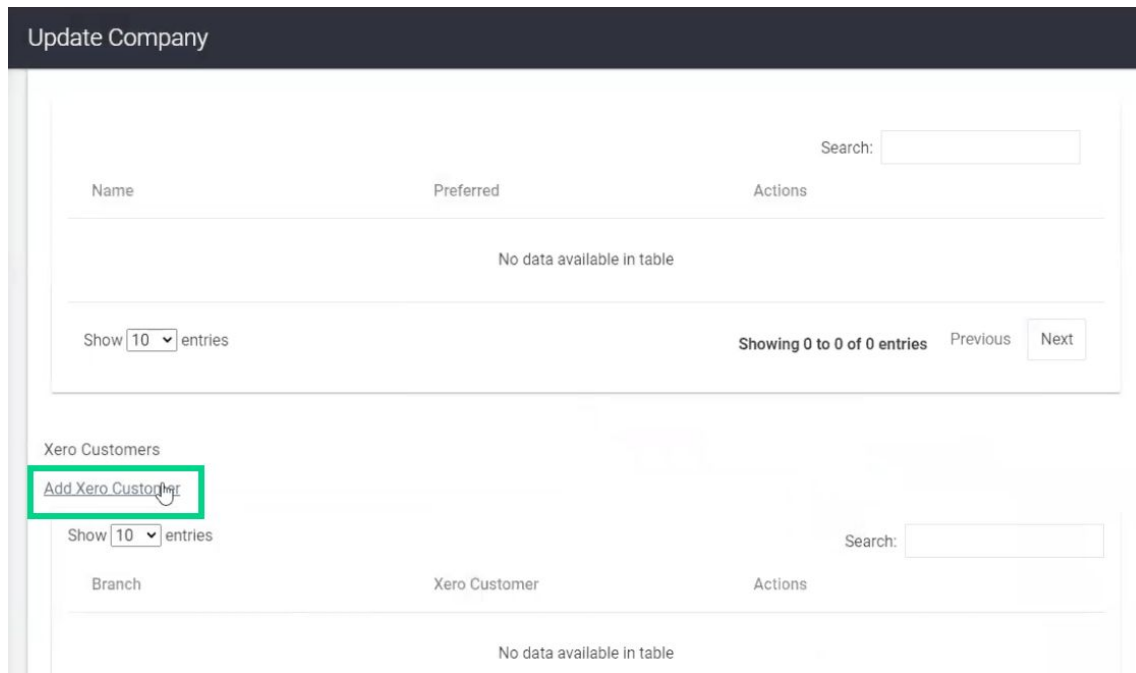 Update Company
Search:
Name Preferred Actions
No data available in table
Show 10 entries Showing 0 to 0 of 0 entries Previous Next
Xero Customers
Add Xero Customer
Show 10 entries Search:
Branch Xero Customer Actions
No data available in table